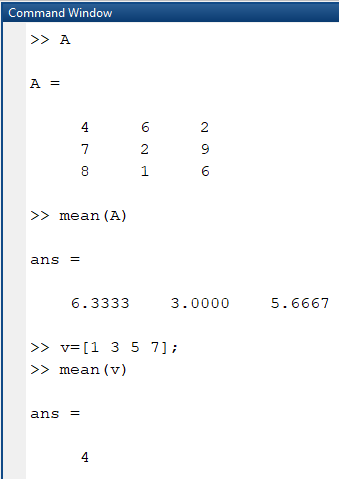 Command Window
>> A
A =
4 6 2
7 2 9
8 1 6
>> mean(A)
ans =
6.3333 3.0000 5.6667
>> v=[1 3 5 7];
>> mean(v)
ans =
4